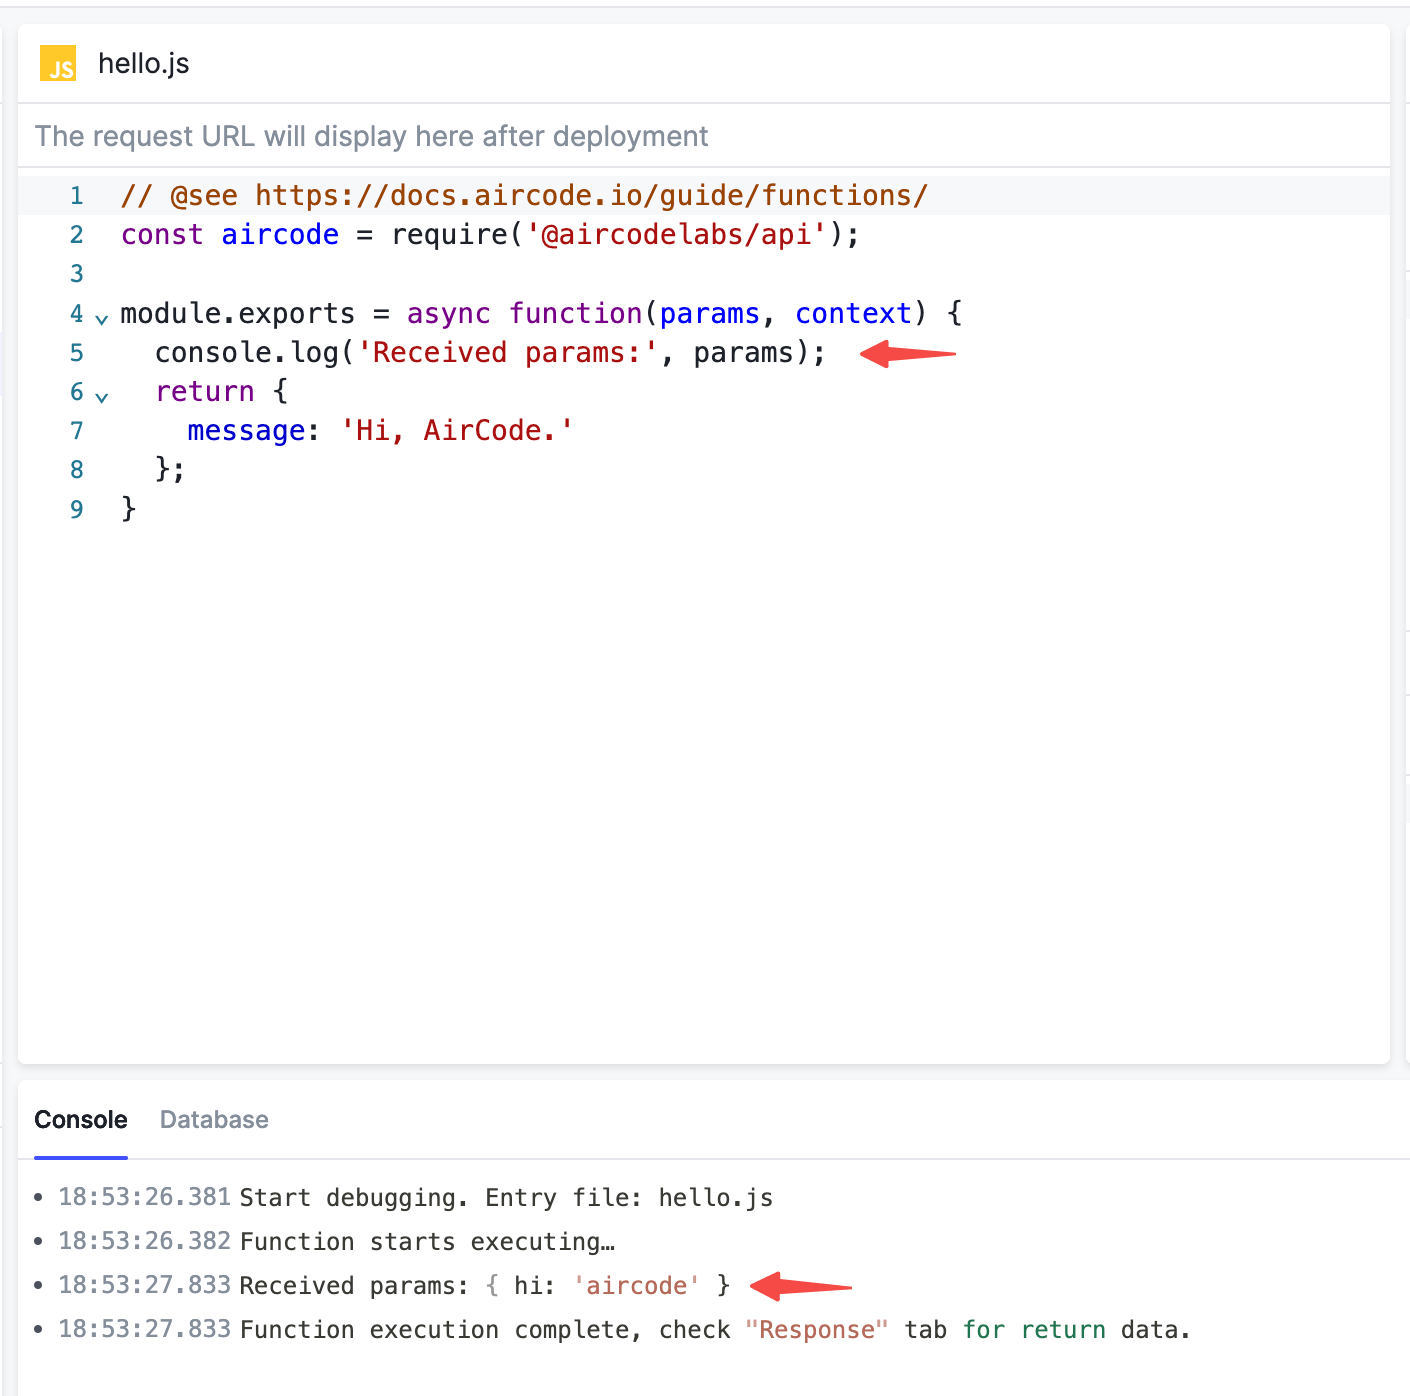 JS hello.js
The request URL will display here after deployment
1 // @see https://docs.aircode.io/guide/functions/
2 const aircode = require('@aircodelabs/api');
3
4 module.exports = async function(params, context) {
5 console.log('Received params:', params);
6 return {
7 message: 'Hi, AirCode.'
8 };
9 }
Console Database
• 18:53:26.381 Start debugging. Entry file: hello.js
• 18:53:26.382 Function starts executing…
• 18:53:27.833 Received params: { hi: 'aircode' }
• 18:53:27.833 Function execution complete, check "Response" tab for return data.